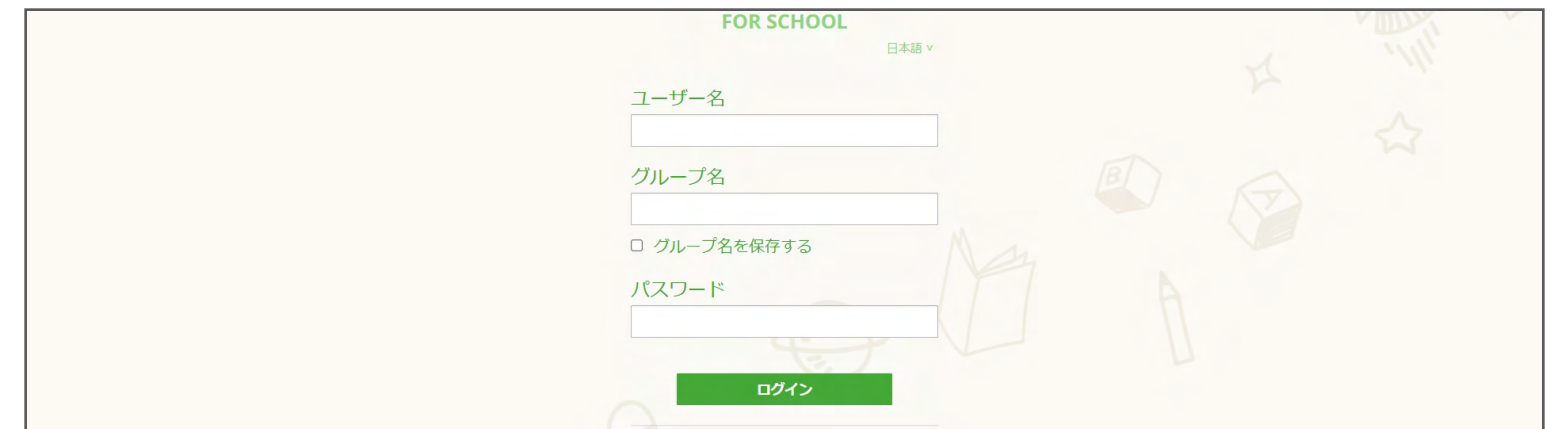 FOR SCHOOL
日本語 ∨
ユーザー名
グループ名
グループ名を保存する
パスワード
ログイン
B
A